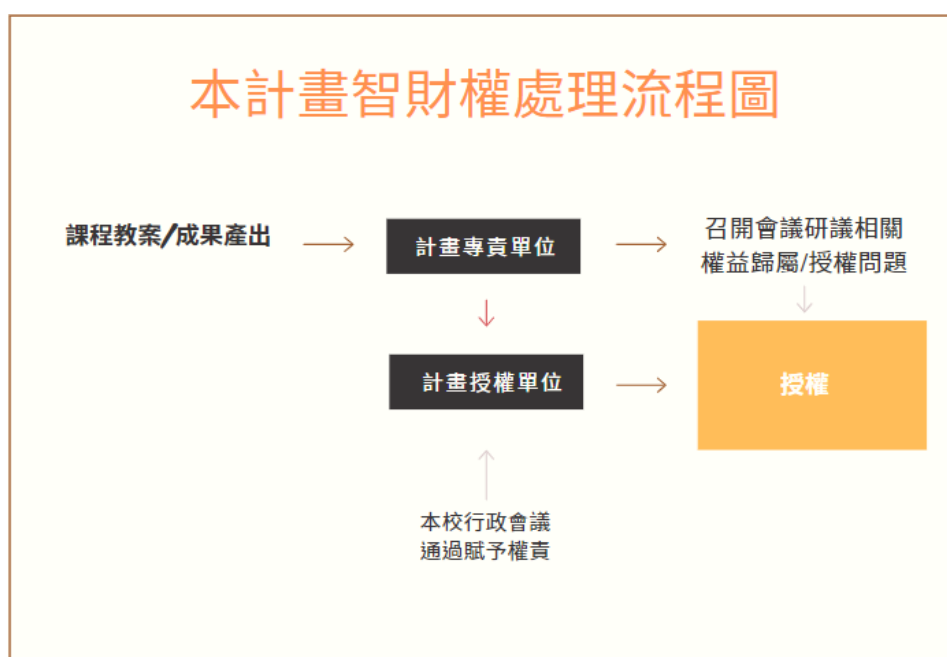 本計畫智財權處理流程圖
課程教案/成果產出
計畫專責單位
召開會議研議相關
權益歸屬/授權問題
計畫授權單位
授權
本校行政會議
通過賦予權責